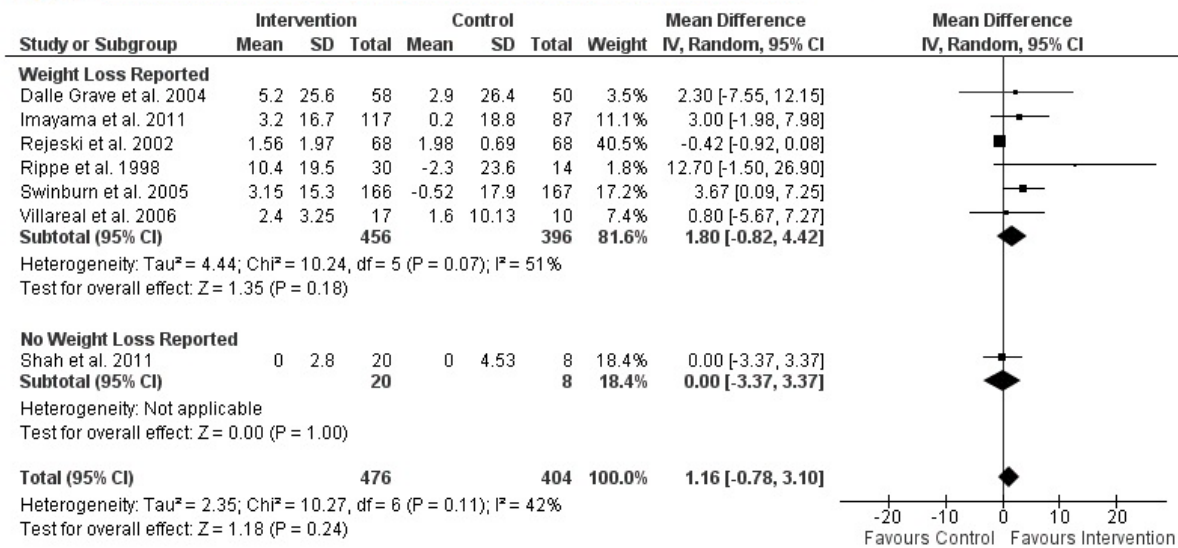 Intervention Control Mean Difference Mean Difference
Study or Subgroup Mean SD Total Mean SD Total Weight IV, Random, 95% CI IV, Random, 95% CI
Weight Loss Reported
Dalle Grave et al. 2004 5.2 25.6 58 2.9 26.4 50 3.5% 2.30 [-7.55, 12.15]
Imayama et al. 2011 3.2 16.7 117 0.2 18.8 87 11.1% 3.00 [-1.98, 7.98]
Rejeski et al. 2002 1.56 1.97 68 1.98 0.69 68 40.5% -0.42 [-0.92, 0.08]
Rippe et al. 1998 10.4 19.5 30 -2.3 23.6 14 1.8% 12.70 [-1.50, 26.90]
Swinburn et al. 2005 3.15 15.3 166 -0.52 17.9 167 17.2% 3.67 [0.09, 7.25]
Villareal et al. 2006 2.4 3.25 17 1.6 10.13 10 7.4% 0.80 [-5.67, 7.27]
Subtotal (95% CI) 456 396 81.6% 1.80 [-0.82, 4.42]
Heterogeneity: Tau² = 4.44; Chi² = 10.24, df = 5 (P = 0.07); I² = 51%
Test for overall effect: Z = 1.35 (P = 0.18)
No Weight Loss Reported
Shah et al. 2011 0 2.8 20 0 4.53 8 18.4% 0.00 [-3.37, 3.37]
Subtotal (95% CI) 20 8 18.4% 0.00 [-3.37, 3.37]
Heterogeneity: Not applicable
Test for overall effect: Z = 0.00 (P = 1.00)
Total (95% CI) 476 404 100.0% 1.16 [-0.78, 3.10]
Heterogeneity: Tau² = 2.35; Chi² = 10.27, df = 6 (P = 0.11); I² = 42%
Test for overall effect: Z = 1.18 (P = 0.24)
-20 -10 0 10 20
Favours Control Favours Intervention